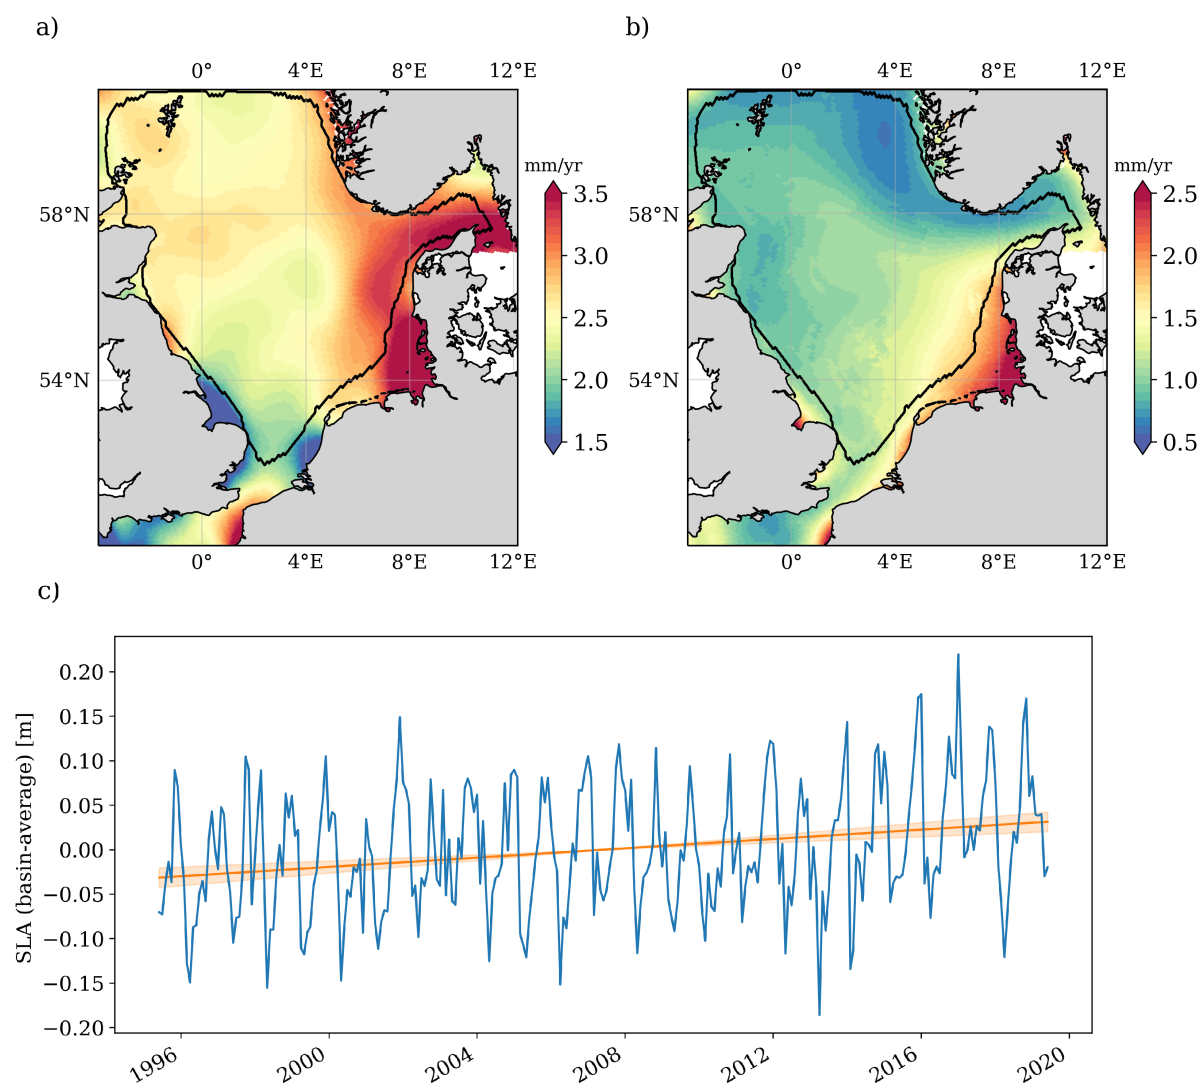 a)
b)
0°
4°E
8°E
12°E
0°
4°E
8°E
12°E
mm/yr
mm/yr
3.5
3.0
2.5
2.0
1.5
2.5
2.0
1.5
1.0
0.5
58°N
54°N
58°N
54°N
0°
4°E
8°E
12°E
0°
4°E
8°E
12°E
c)
SLA (basin-average) [m]
0.20
0.15
0.10
0.05
0.00
−0.05
−0.10
−0.15
−0.20
1996
2000
2004
2008
2012
2016
2020